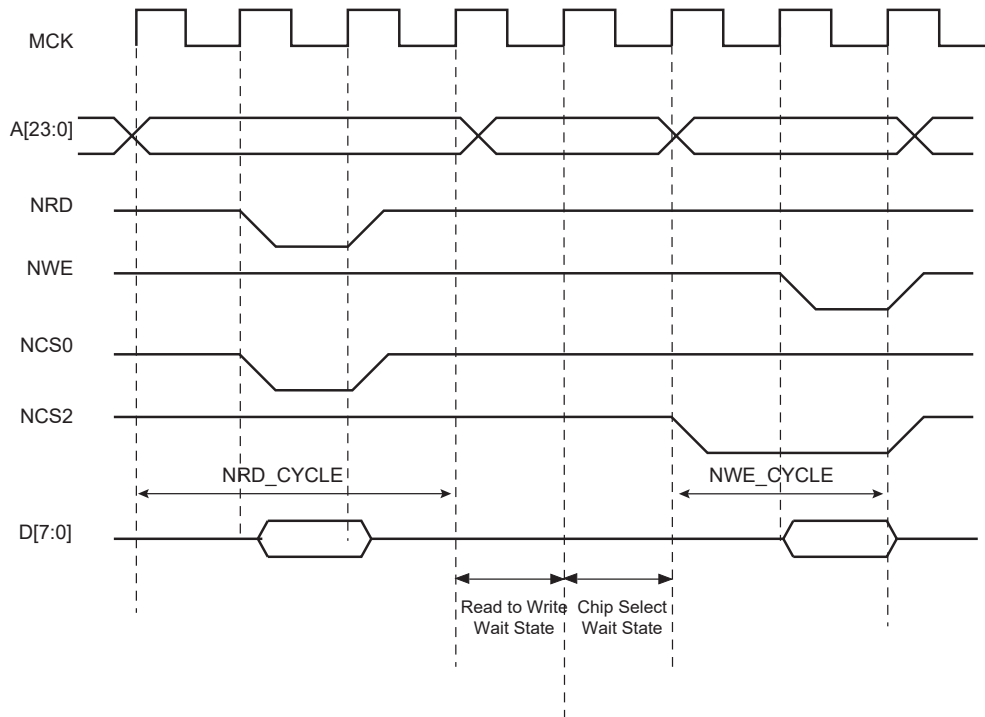 MCK
A[23:0]
NRD
NWE
NCS0
NCS2
NRD_CYCLE
NWE_CYCLE
D[7:0]
Read to Write
Wait State
Chip Select
Wait State